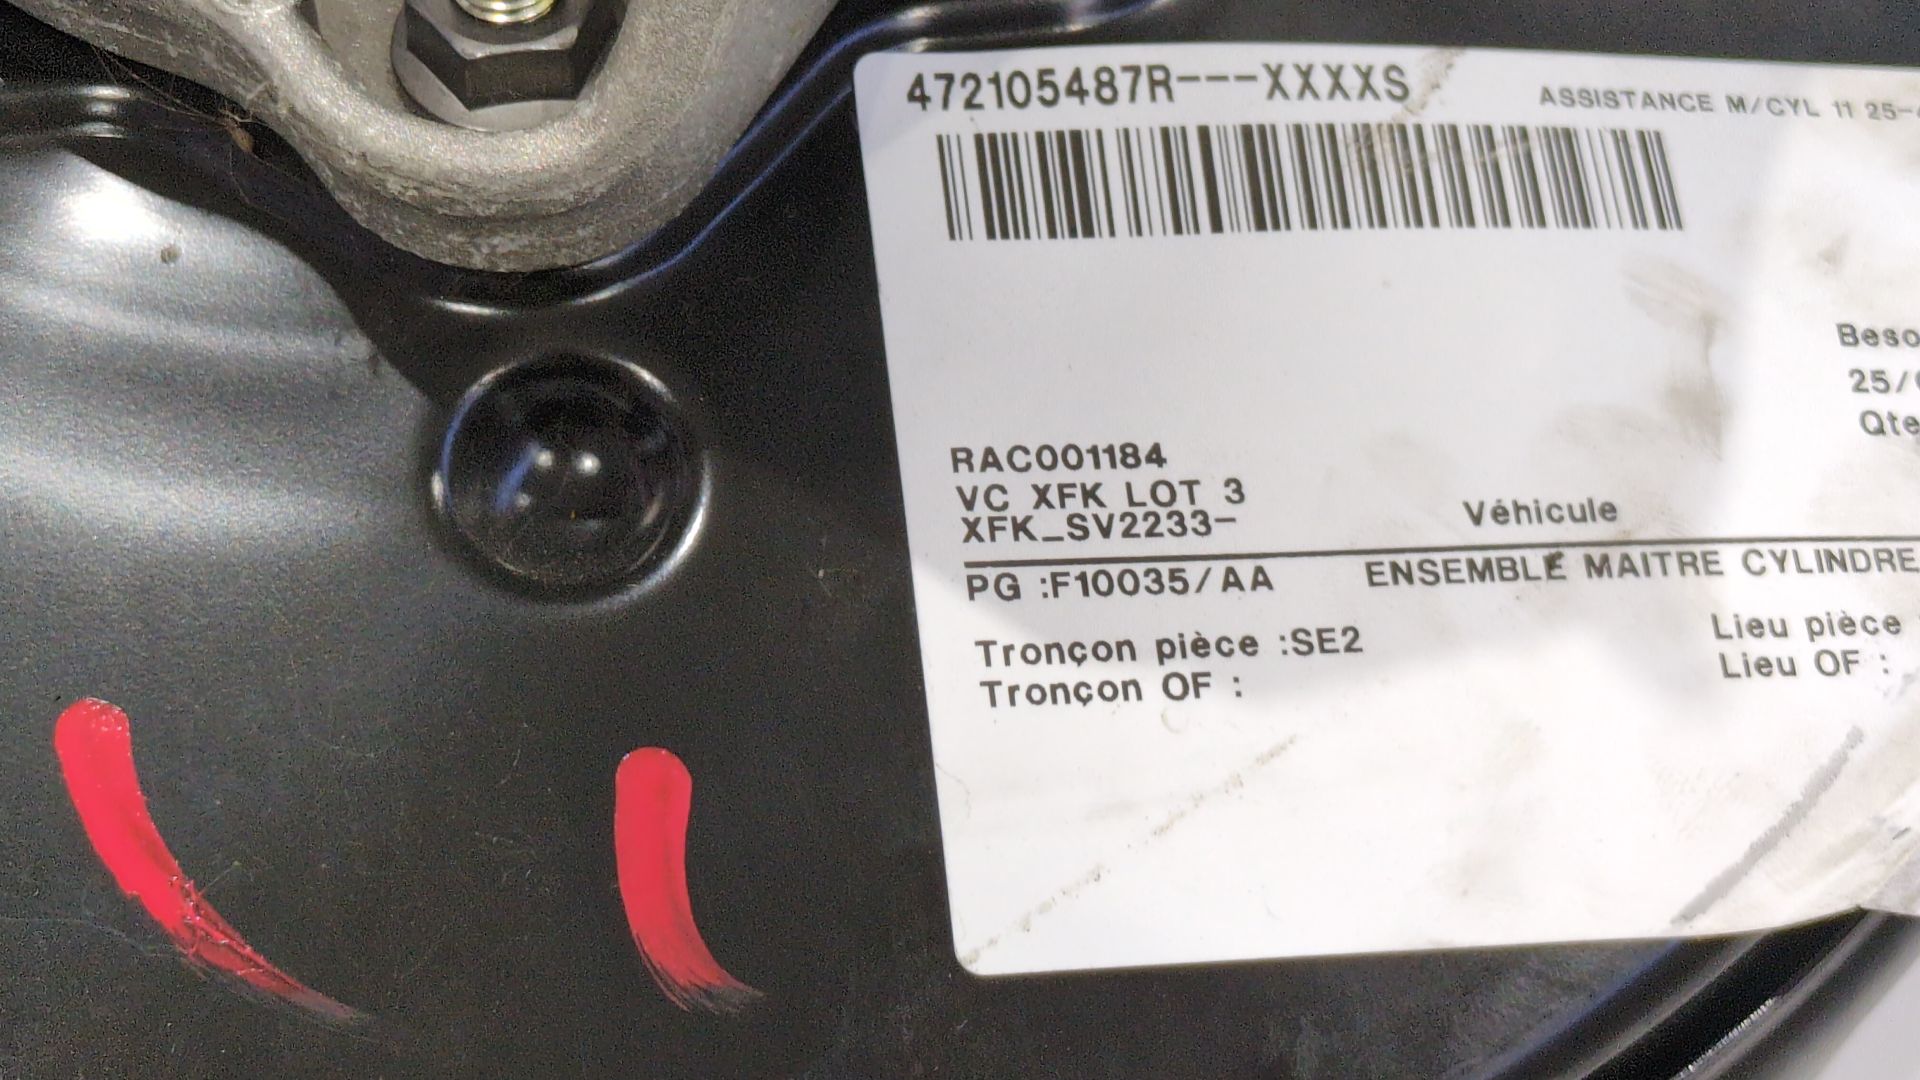 472105487R---XXXXS
ASSISTANCE M/CYL 11 25-
Beso
25/
Qte
RAC001184
VC XFK LOT 3
XFK_SV2233-
Véhicule
PG :F10035/AA
ENSEMBLE MAITRE CYLINDRE
Tronçon pièce :SE2
Tronçon OF :
Lieu pièce
Lieu OF :